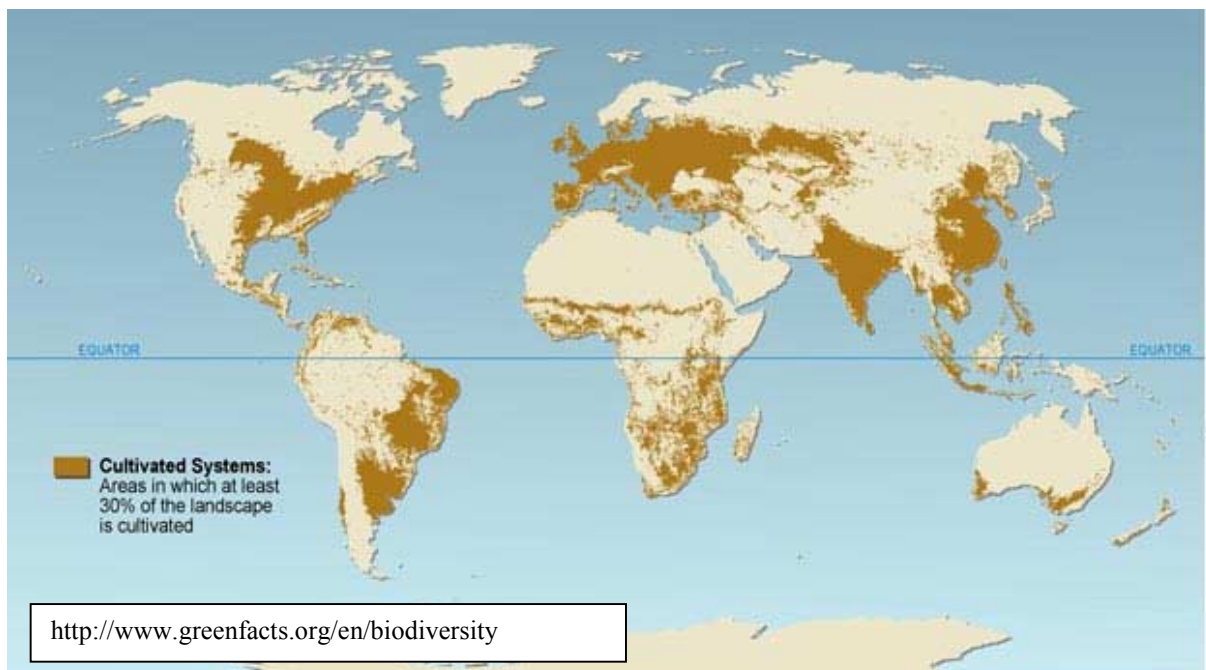 EQUATOR
EQUATOR
Cultivated Systems:
Areas in which at least
30% of the landscape
is cultivated
http://www.greenfacts.org/en/biodiversity